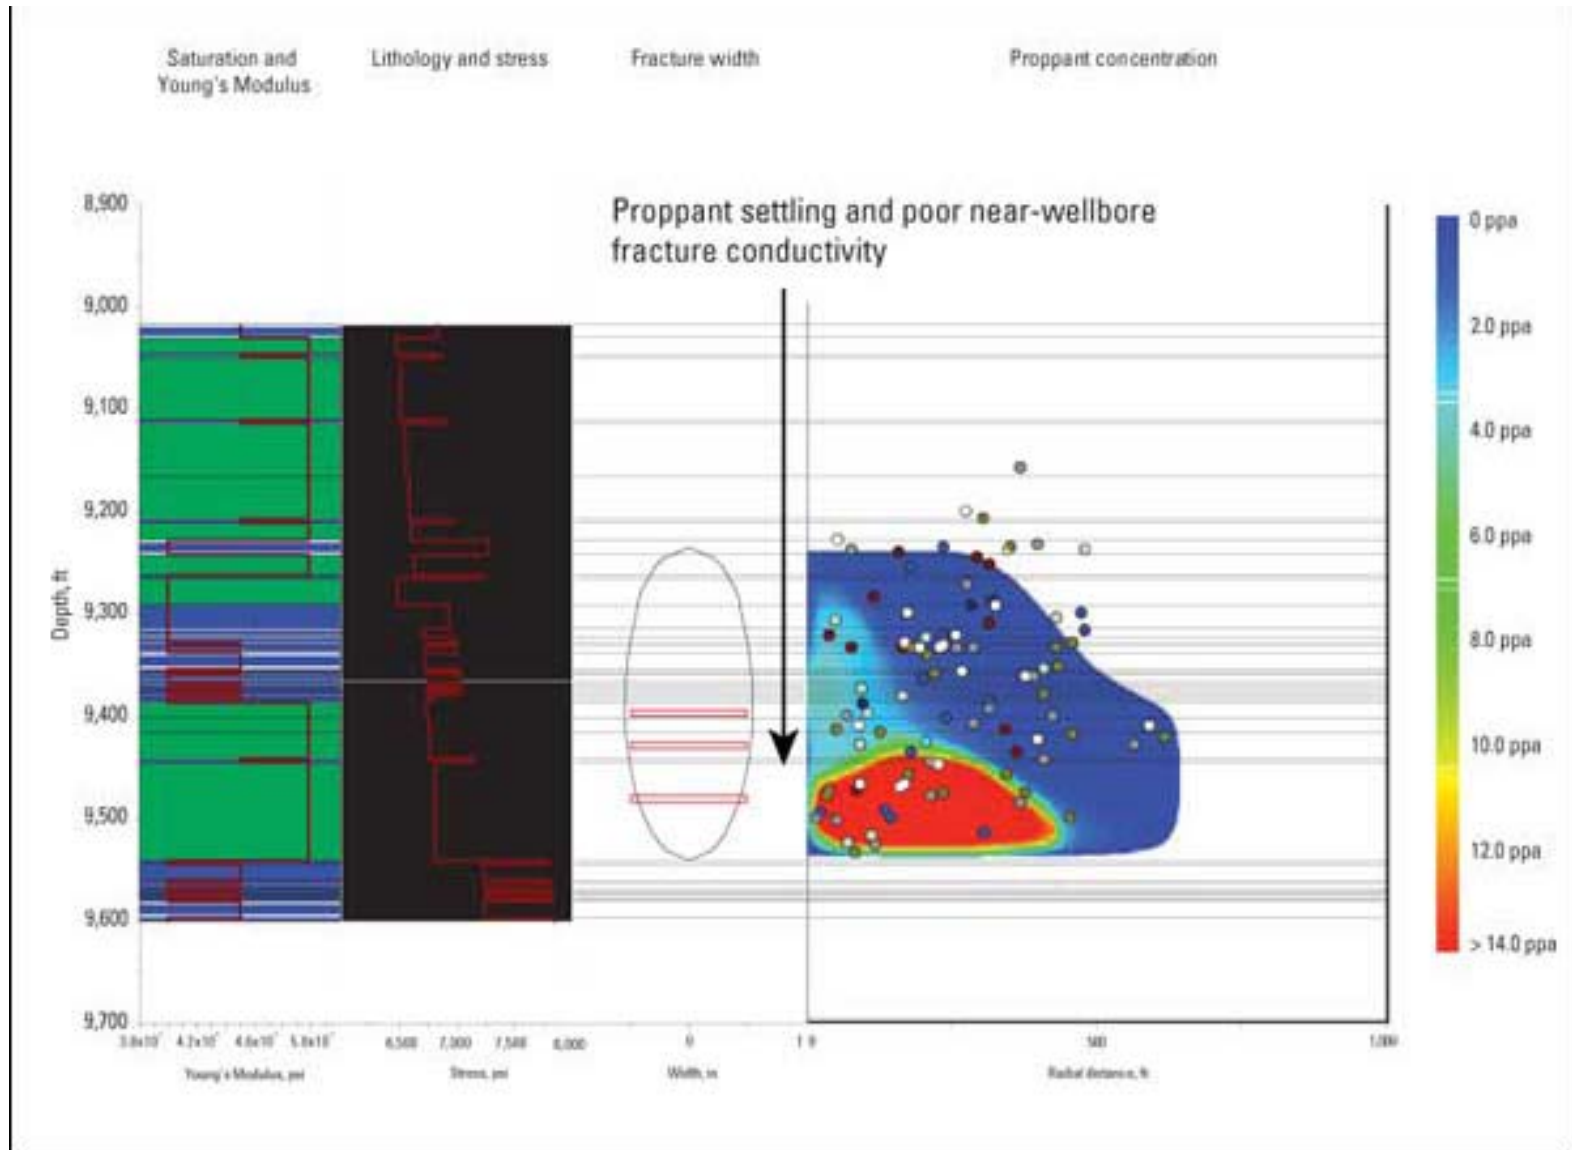 Saturation and
Young's Modulus
Lithology and stress
Fracture width
Proppant concentration
Proppant settling and poor near-wellbore
fracture conductivity
8,900
9,000
9,100
9,200
9,300
9,400
9,500
9,600
9,700
Depth, ft
0 ppa
2.0 ppa
4.0 ppa
6.0 ppa
8.0 ppa
10.0 ppa
12.0 ppa
> 14.0 ppa
6,500 7,000 7,500 8,000
0
1 0
500
1,000
Young's Modulus, psi
Stress, psi
Width, in
Radial distance, ft